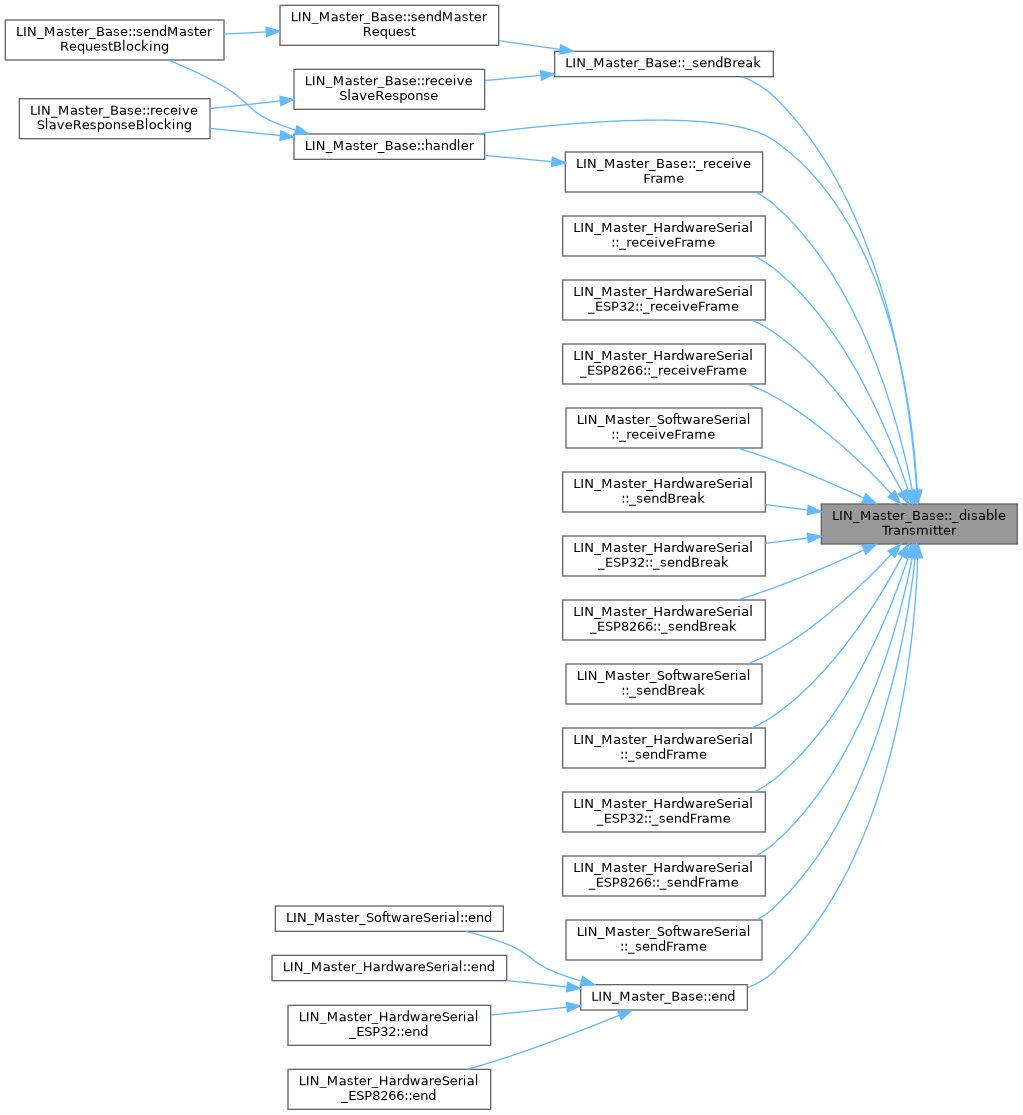 LIN_Master_Base::sendMaster
RequestBlocking
LIN_Master_Base::sendMaster
Request
LIN_Master_Base::_sendBreak
LIN_Master_Base::receive
SlaveResponse
LIN_Master_Base::receive
SlaveResponseBlocking
LIN_Master_Base::handler
LIN_Master_Base::_receive
Frame
LIN_Master_HardwareSerial
::_receiveFrame
LIN_Master_HardwareSerial
_ESP32::_receiveFrame
LIN_Master_HardwareSerial
_ESP8266::_receiveFrame
LIN_Master_SoftwareSerial
::_receiveFrame
LIN_Master_HardwareSerial
::_sendBreak
LIN_Master_Base::_disable
Transmitter
LIN_Master_HardwareSerial
_ESP32::_sendBreak
LIN_Master_HardwareSerial
_ESP8266::_sendBreak
LIN_Master_SoftwareSerial
::_sendBreak
LIN_Master_HardwareSerial
::_sendFrame
LIN_Master_HardwareSerial
_ESP32::_sendFrame
LIN_Master_HardwareSerial
_ESP8266::_sendFrame
LIN_Master_SoftwareSerial
::_sendFrame
LIN_Master_SoftwareSerial::end
LIN_Master_HardwareSerial::end
LIN_Master_Base::end
LIN_Master_HardwareSerial
_ESP32::end
LIN_Master_HardwareSerial
_ESP8266::end